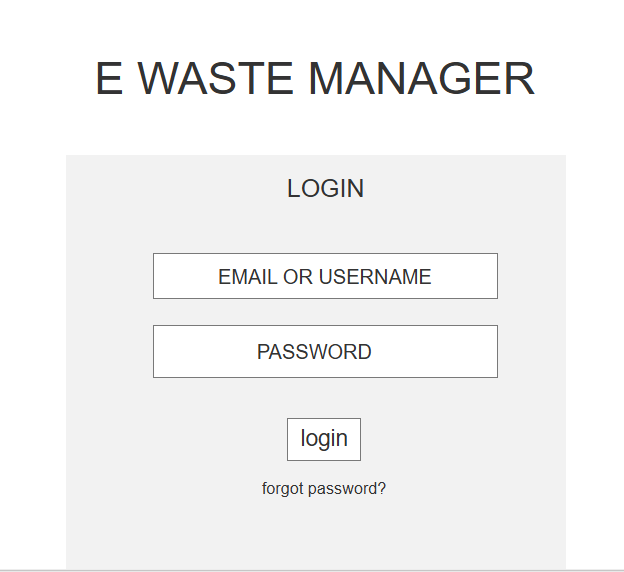 E WASTE MANAGER
LOGIN
EMAIL OR USERNAME
PASSWORD
login
forgot password?